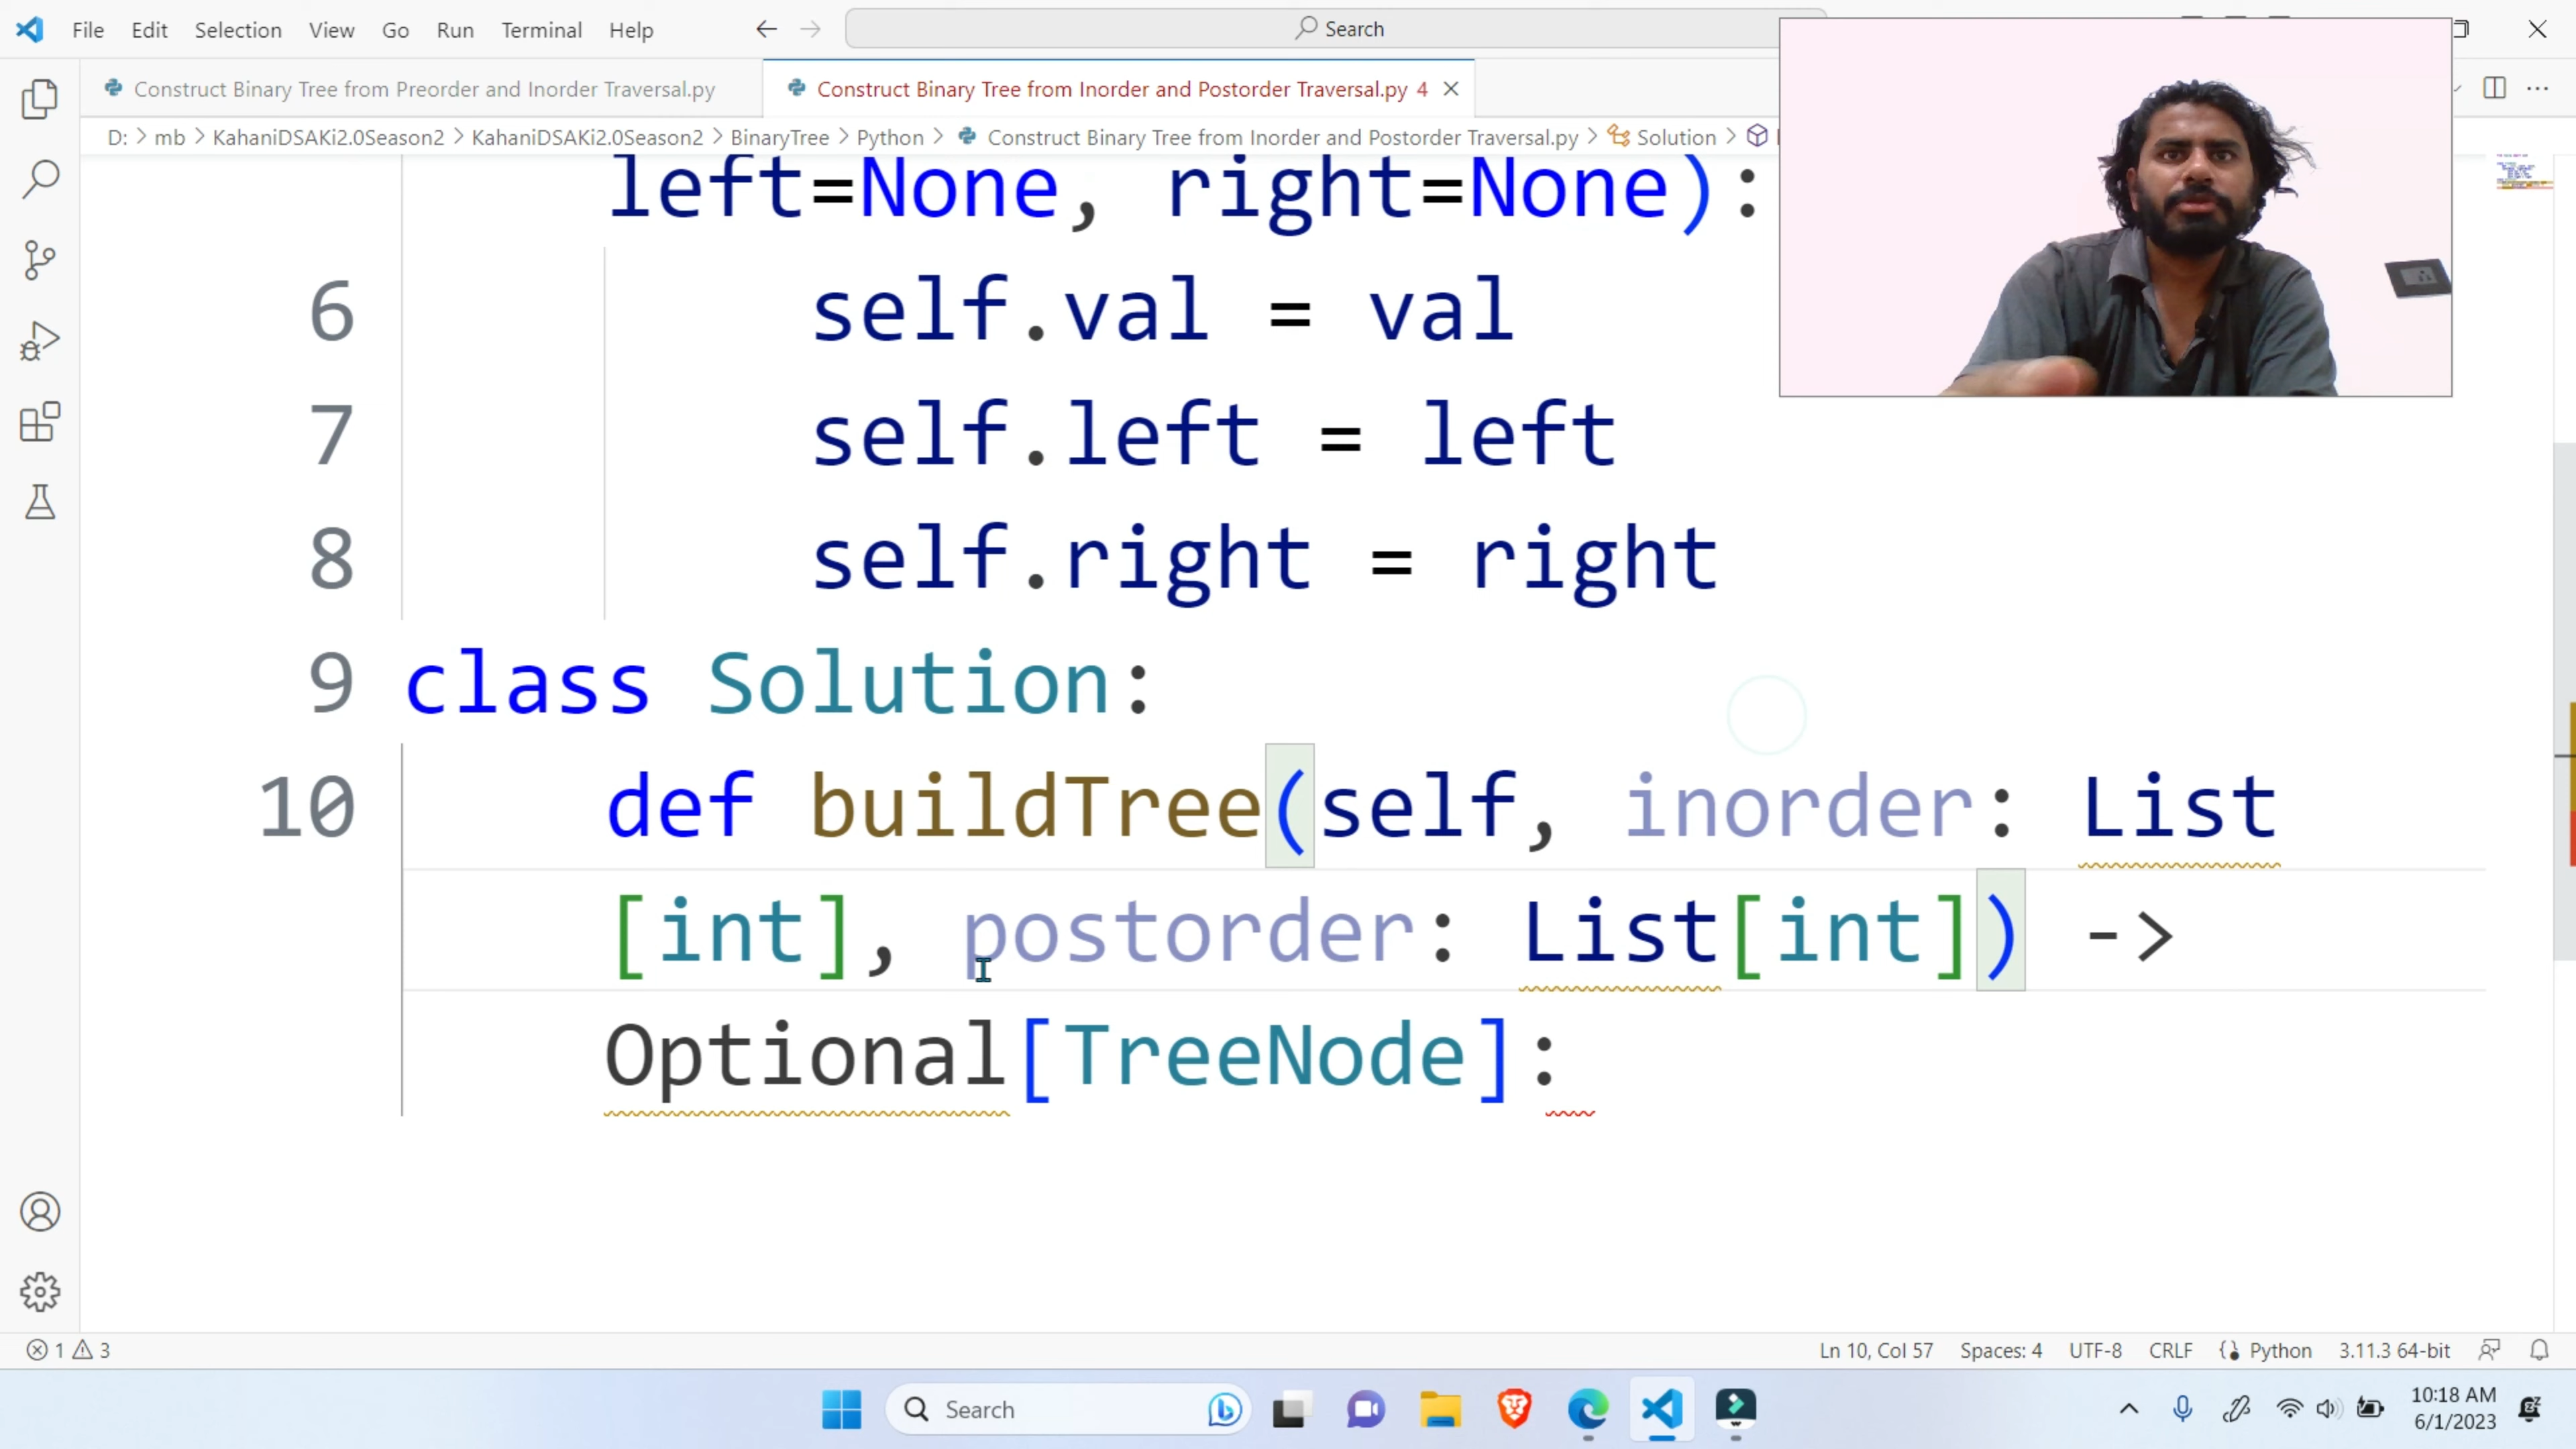 File Edit Selection View Go Run Terminal Help Search
Construct Binary Tree from Preorder and Inorder Traversal.py Construct Binary Tree from Inorder and Postorder Traversal.py 4
D: > mb > KahaniDSAKi2.0Season2 > KahaniDSAKi2.0Season2 > BinaryTree > Python > Construct Binary Tree from Inorder and Postorder Traversal.py > Solution >
left=None, right=None):
6 self.val = val
7 self.left = left
8 self.right = right
9 class Solution:
10 def buildTree(self, inorder: List
[int], postorder: List[int]) ->
Optional[TreeNode]:
1 3 Ln 10, Col 57 Spaces: 4 UTF-8 CRLF Python 3.11.3 64-bit
Search 10:18 AM
6/1/2023